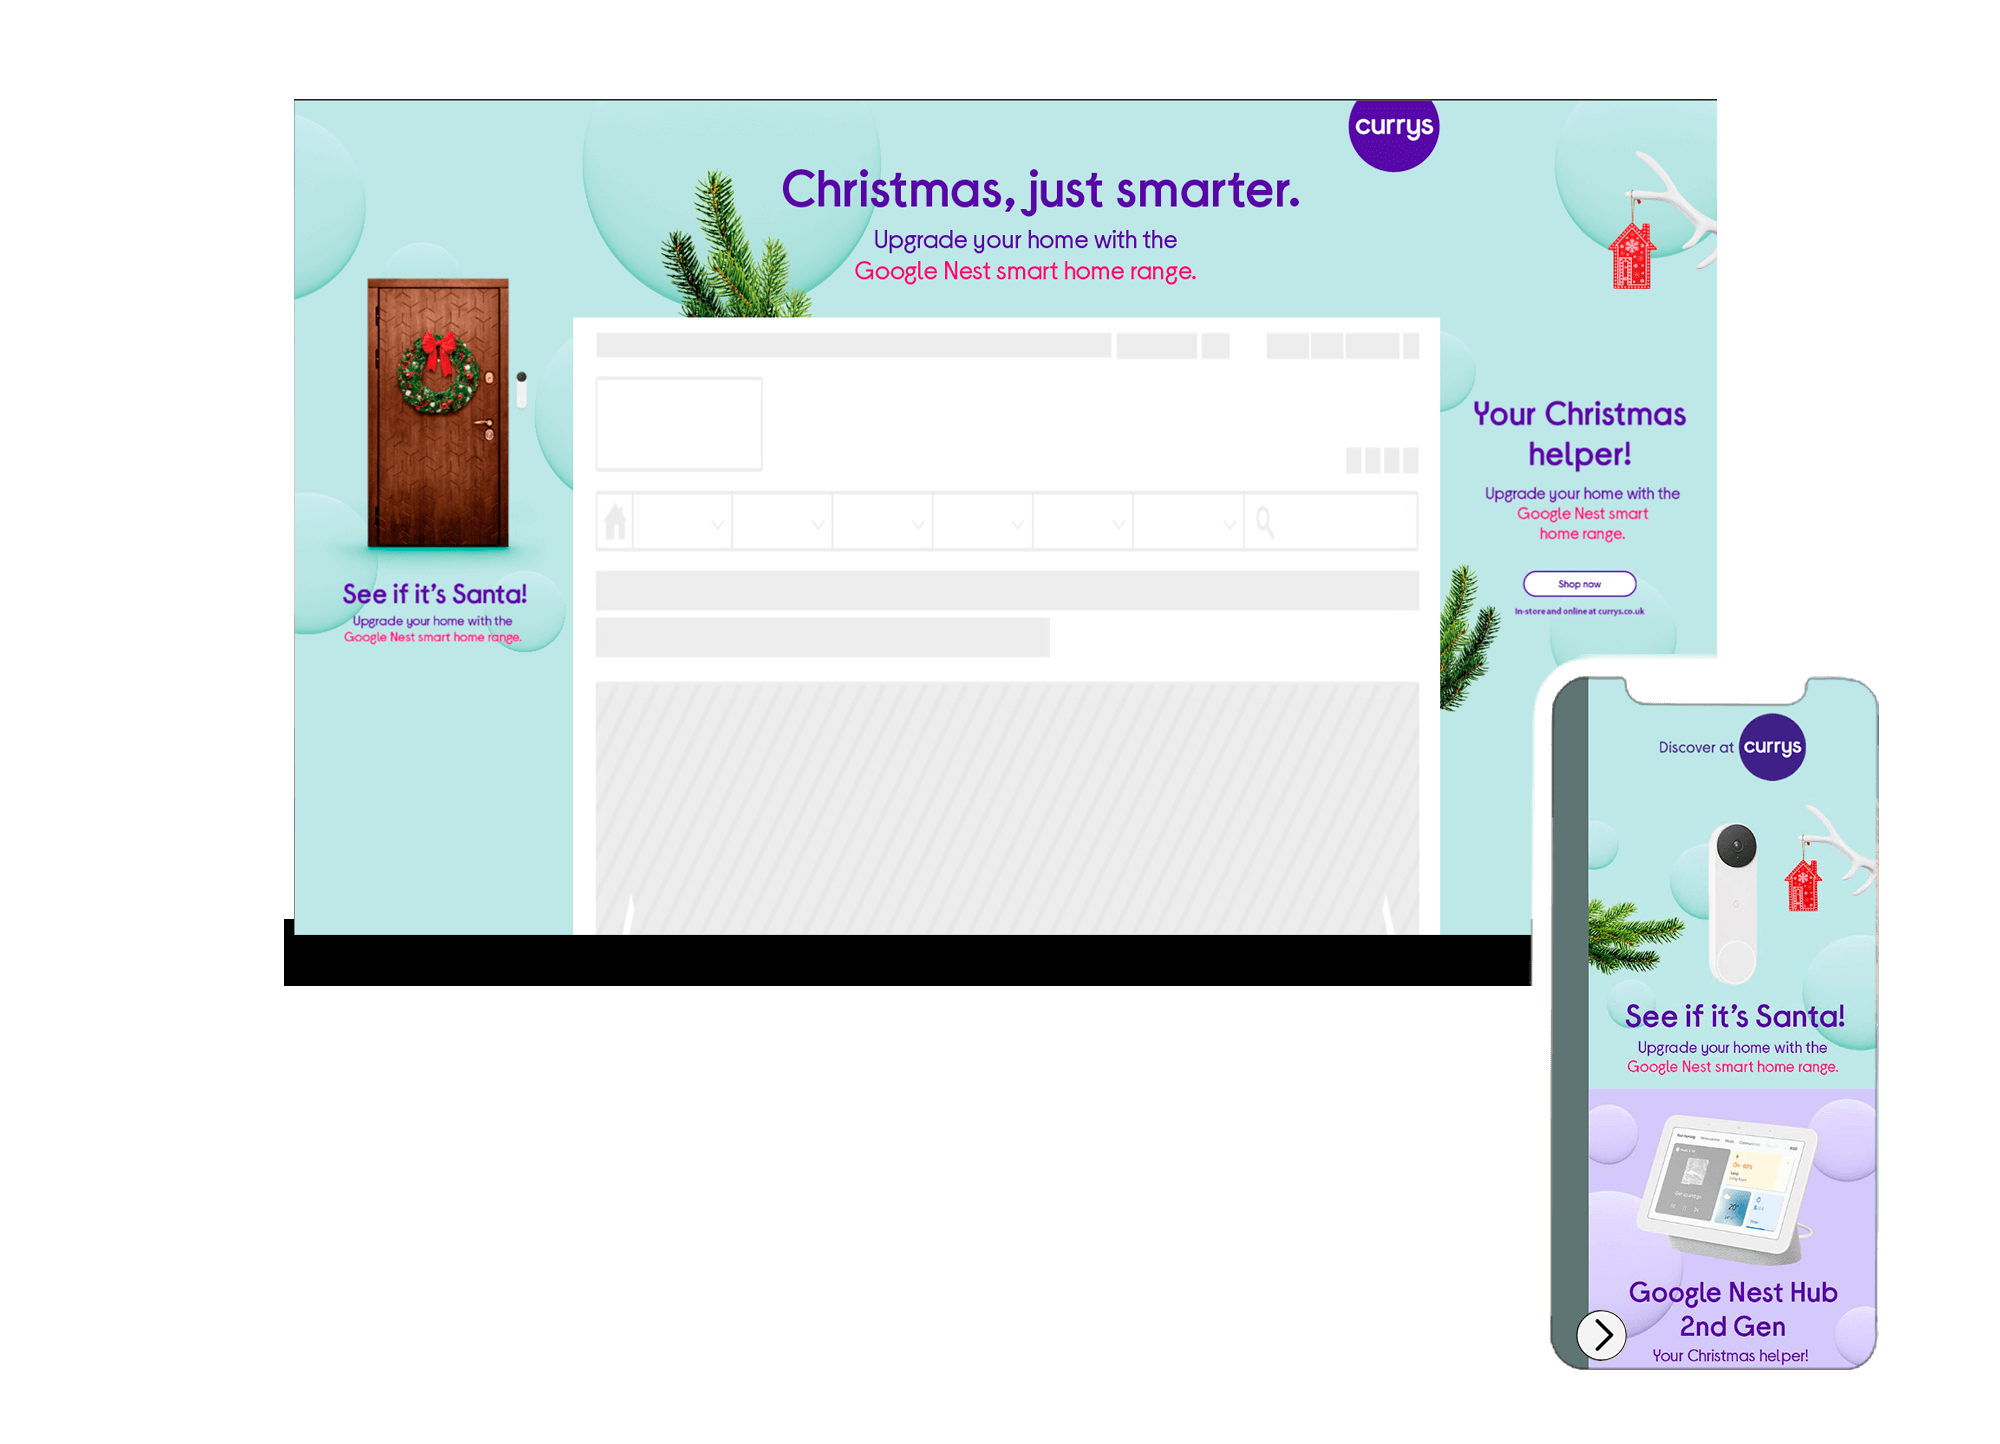 currys
Christmas, just smarter.
Upgrade your home with the
Google Nest smart home range.
See if it's Santa!
Upgrade your home with the
Google Nest smart home range.
Your Christmas
helper!
Upgrade your home with the
Google Nest smart
home range.
Shop now
In-store and online at currys.co.uk
Discover at currys
See if it's Santa!
Upgrade your home with the
Google Nest smart home range.
20°
Google Nest Hub
2nd Gen
Your Christmas helper!